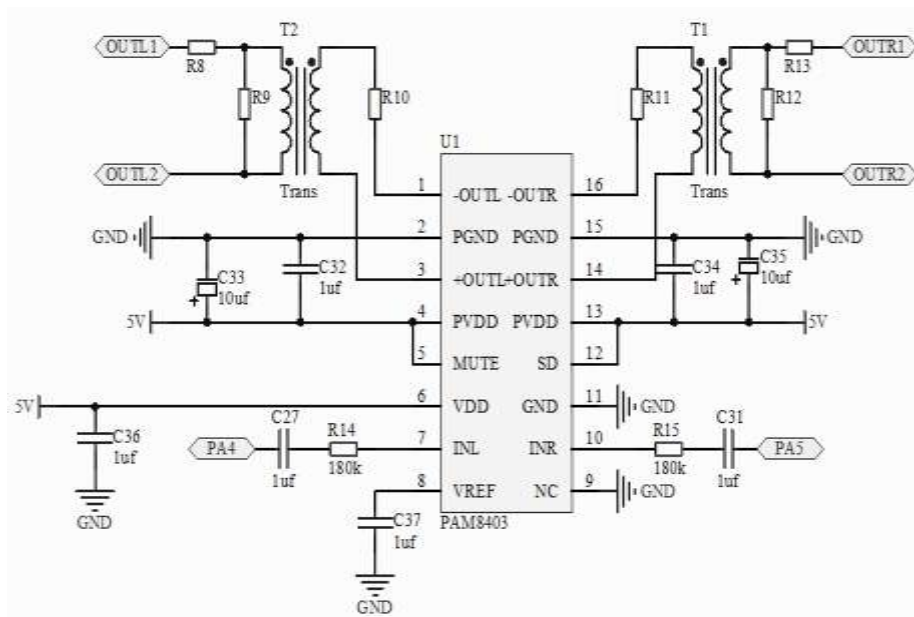 T2
T1
OUTL1
R8
R9
R10
OUTL2
Trans
R11
R12
R13
OUTR1
OUTR2
Trans
U1
1 -OUTL -OUTR 16
GND 2 PGND PGND 15 GND
C33
10uf
+
C32
1uf
3 +OUTL +OUTR 14
C34
1uf
C35
10uf
+
5V 4 PVDD PVDD 13 5V
5 MUTE SD 12
5V 6 VDD GND 11 GND
C36
1uf
GND
PA4
C27
1uf
R14
180k
7 INL INR 10
R15
180k
C31
1uf
PA5
8 VREF NC 9 GND
C37
1uf
GND
PAM8403